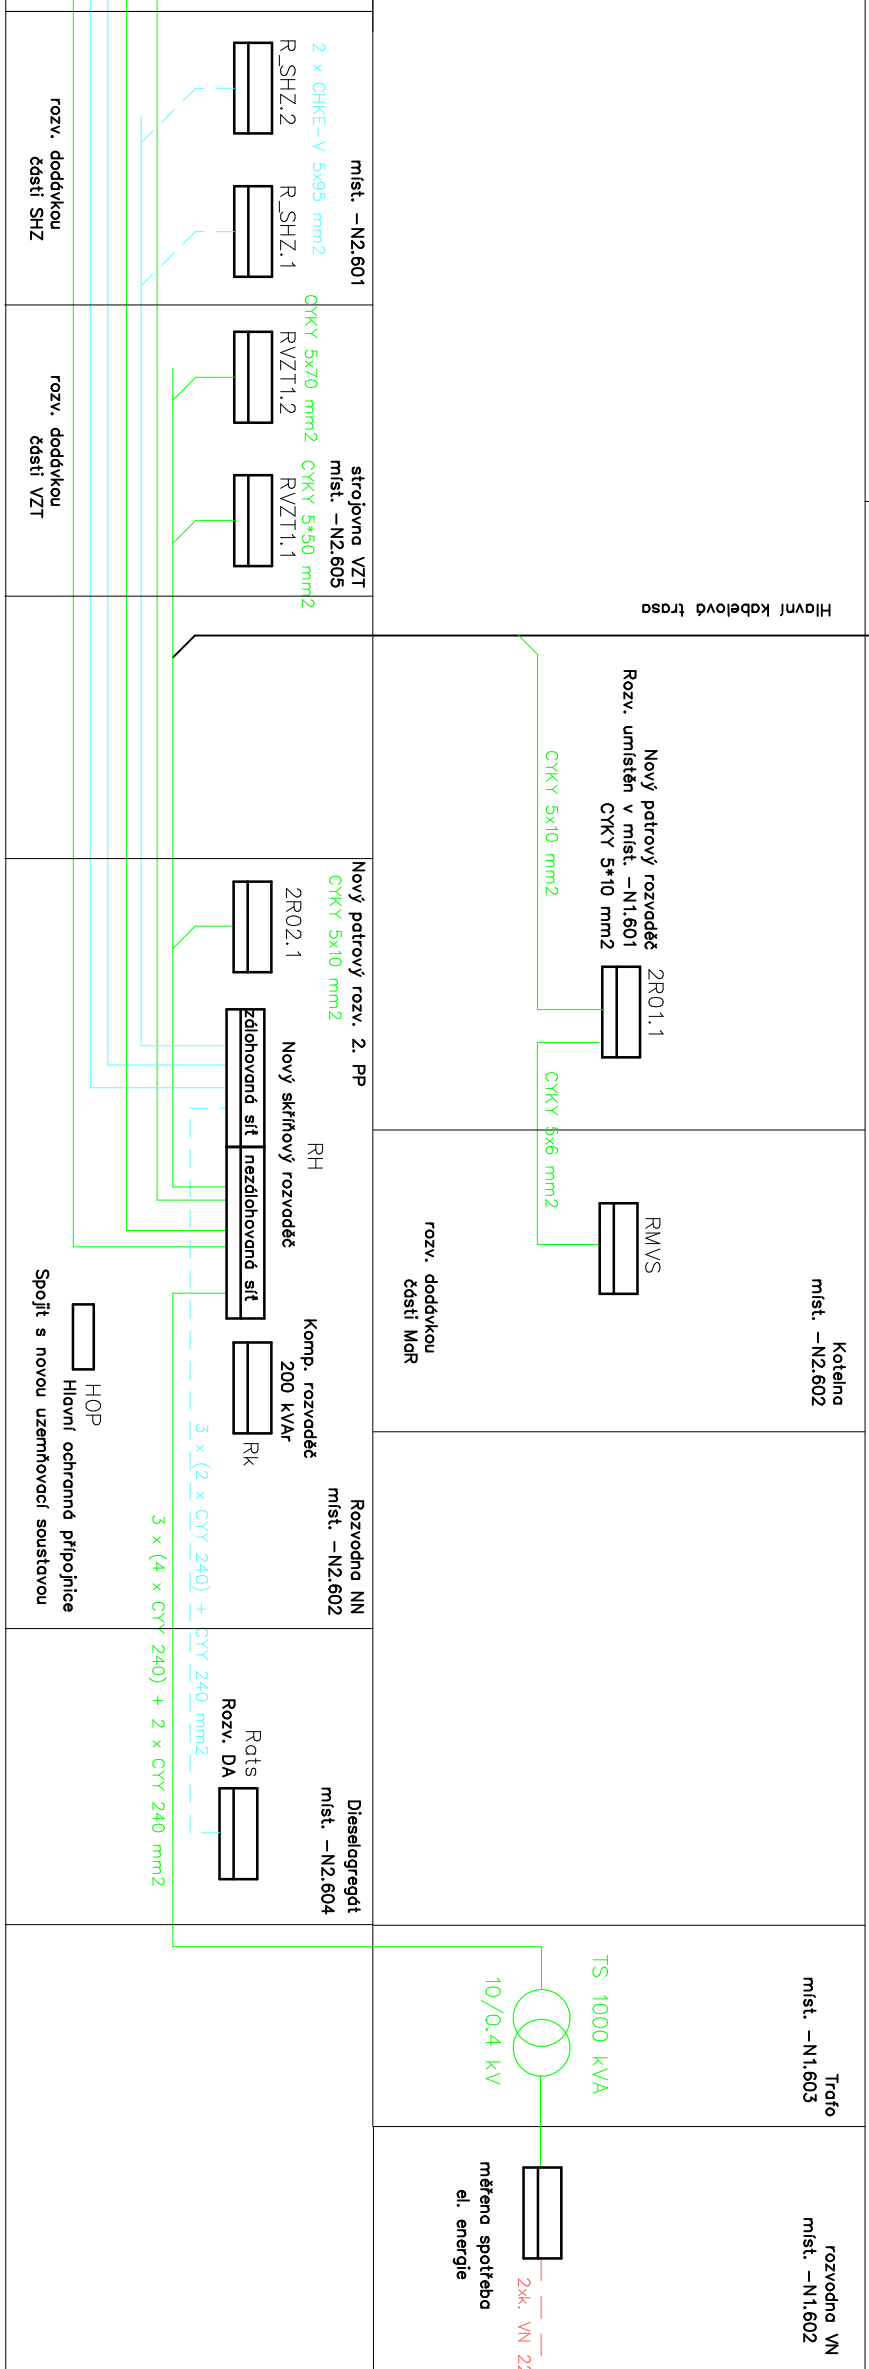 2 x CHKE-V 5x95 mm2
R_SHZ.2
R_SHZ.1
míst. -N2.601
rozv. dodávkou
části SHZ
CYKY 5x70 mm2
RVZT1.2
CYKY 5*50 mm2
RVZT1.1
strojovna VZT
míst. -N2.605
rozv. dodávkou
části VZT
Hlavní kabelová trasa
Nový patrový rozvaděč
Rozv. umístěn v míst. -N1.601
CYKY 5*10 mm2
CYKY 5x10 mm2
2R01.1
Nový patrový rozv. 2. PP
CYKY 5x10 mm2
2R02.1
RH
Nový skříňový rozvaděč
zálohovaná síť
nezálohovaná síť
CYKY 5x6 mm2
RMVS
rozv. dodávkou
části MaR
Kotelna
míst. -N2.602
Komp. rozvaděč
200 kVAr
Rk
HOP
Hlavní ochranná přípojnice
Spojit s novou uzemňovací soustavou
Rozvodna NN
míst. -N2.602
3 x (2 x CYY 240) + CYY 240 mm2
3 x (4 x CYY 240) + 2 x CYY 240 mm2
Rats
Rozv. DA
Dieselagregát
míst. -N2.604
TS 1000 kVA
10/0.4 kV
Trafo
míst. -N1.603
měřena spotřeba
el. energie
rozvodna VN
míst. -N1.602
2xk. VN